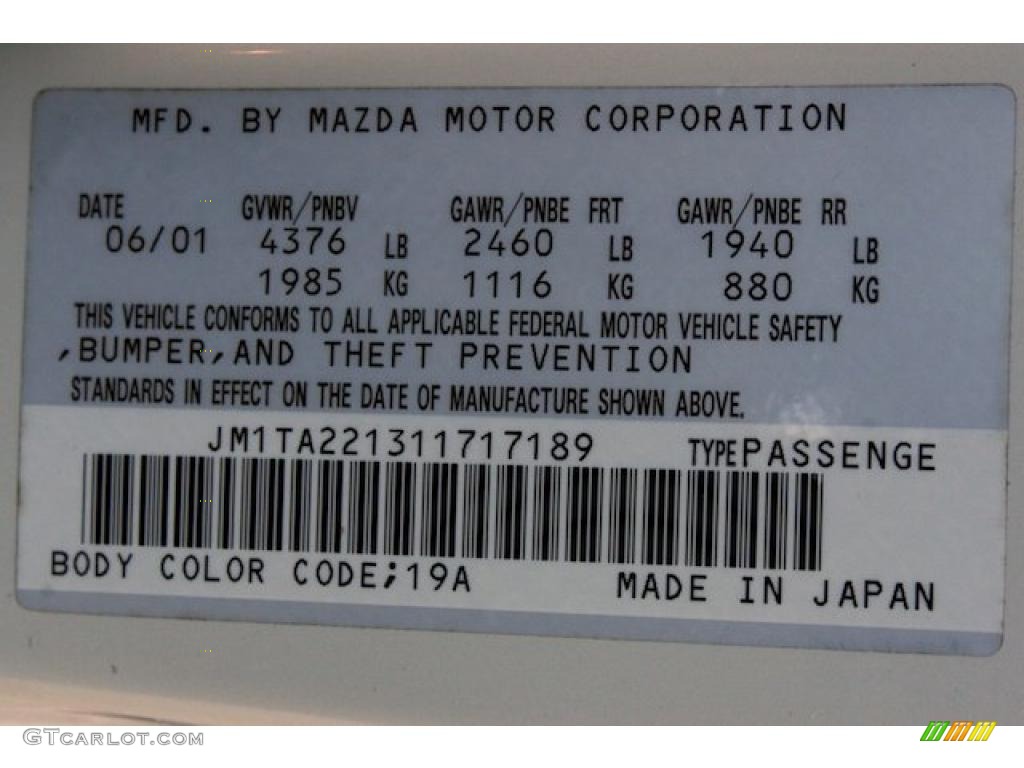 MFD. BY MAZDA MOTOR CORPORATION
DATE GVWR/PNBV GAWR/PNBE FRT GAWR/PNBE RR
06/01 4376 LB 2460 LB 1940 LB
1985 KG 1116 KG 880 KG
THIS VEHICLE CONFORMS TO ALL APPLICABLE FEDERAL MOTOR VEHICLE SAFETY
,BUMPER,AND THEFT PREVENTION
STANDARDS IN EFFECT ON THE DATE OF MANUFACTURE SHOWN ABOVE.
JM1TA221311717189 TYPE PASSENGE
BODY COLOR CODE;19A MADE IN JAPAN
GTCARLOT.COM